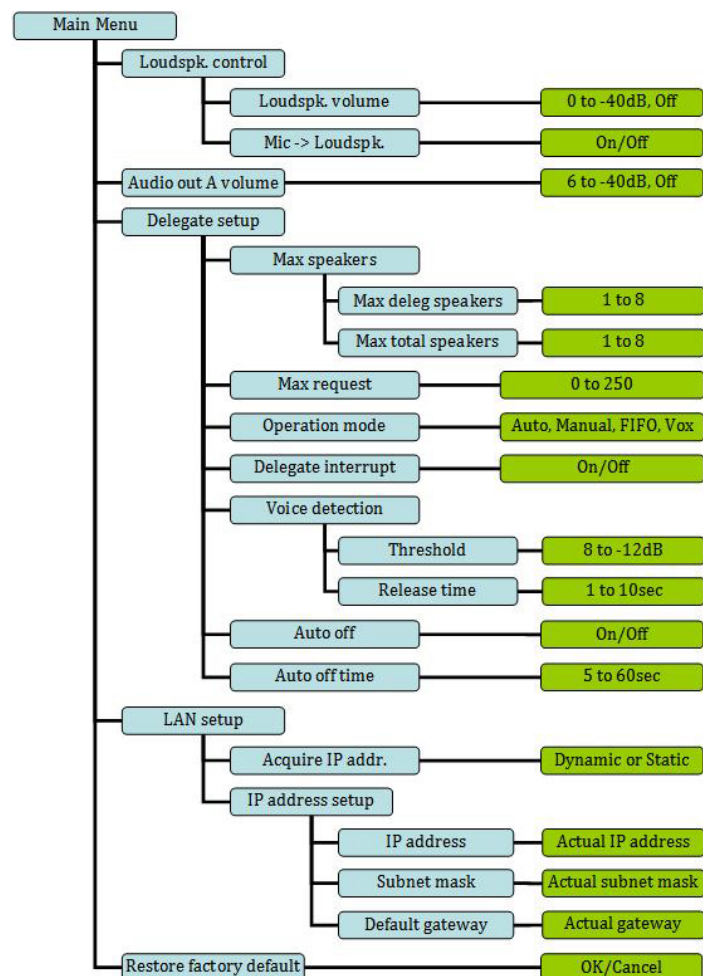 Main Menu
Loudspk. control
Loudspk. volume 0 to -40dB, Off
Mic -> Loudspk. On/Off
Audio out A volume 6 to -40dB, Off
Delegate setup
Max speakers
Max deleg speakers 1 to 8
Max total speakers 1 to 8
Max request 0 to 250
Operation mode Auto, Manual, FIFO, Vox
Delegate interrupt On/Off
Voice detection
Threshold 8 to -12dB
Release time 1 to 10sec
Auto off On/Off
Auto off time 5 to 60sec
LAN setup
Acquire IP addr. Dynamic or Static
IP address setup
IP address Actual IP address
Subnet mask Actual subnet mask
Default gateway Actual gateway
Restore factory default OK/Cancel